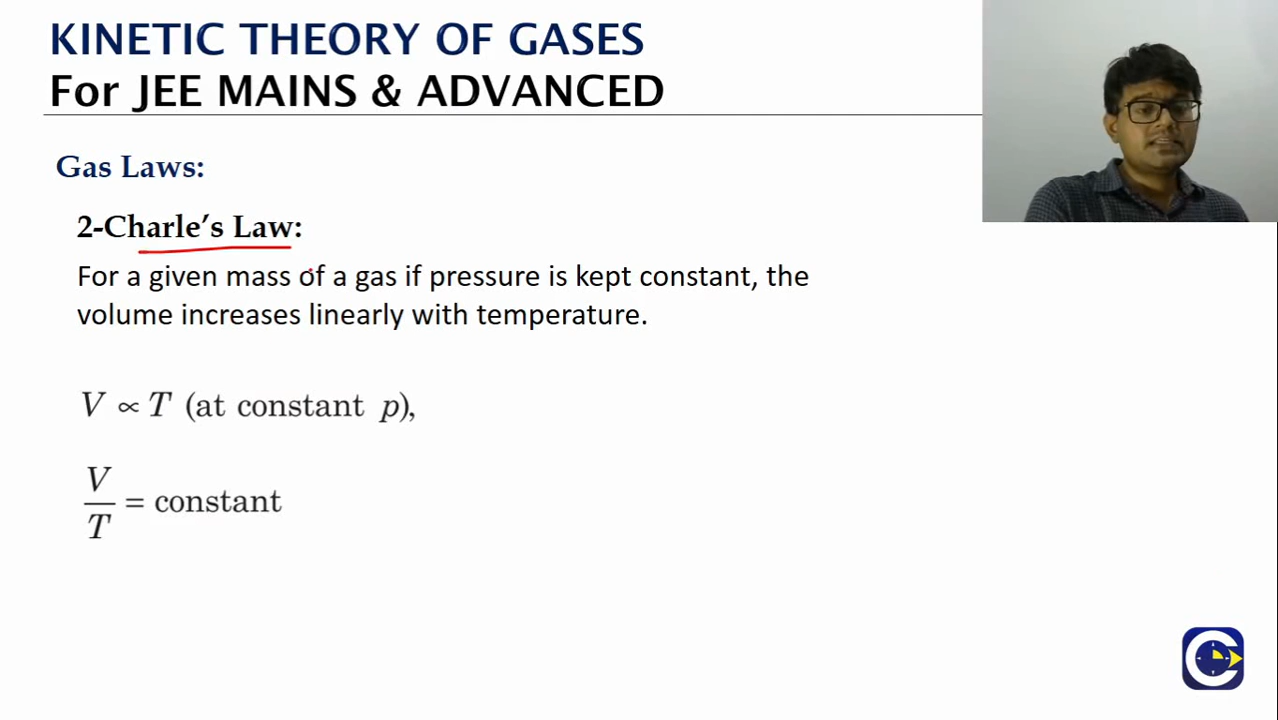 KINETIC THEORY OF GASES
For JEE MAINS & ADVANCED
Gas Laws:
2-Charle’s Law:
For a given mass of a gas if pressure is kept constant, the
volume increases linearly with temperature.
V ∝ T (at constant p),
V/T = constant